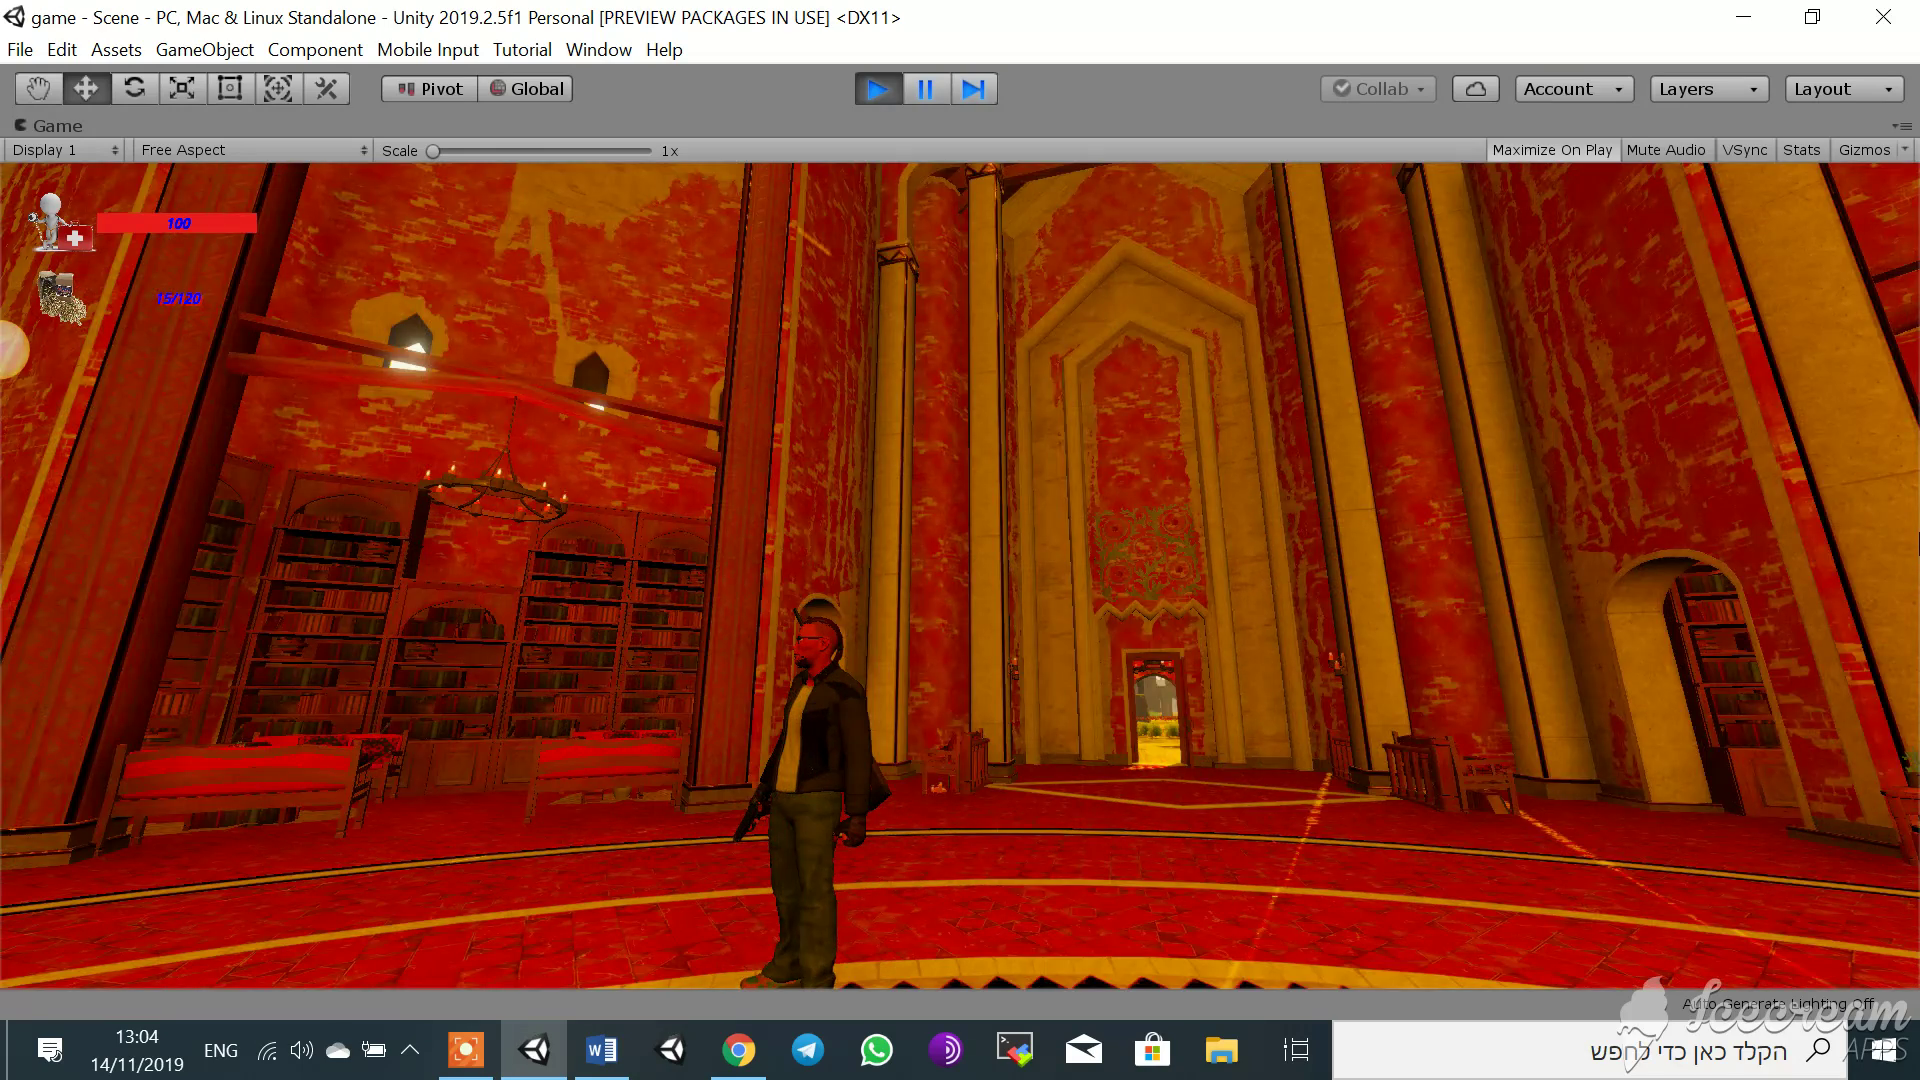 game - Scene - PC, Mac & Linux Standalone - Unity 2019.2.5f1 Personal [PREVIEW PACKAGES IN USE] <DX11>
File Edit Assets GameObject Component Mobile Input Tutorial Window Help
Pivot Global Collab Account Layers Layout
Game
Display 1 Free Aspect Scale 1x Maximize On Play Mute Audio VSync Stats Gizmos
100
15/120
Auto Generate Lighting Off
Icecream
APPS
13:04
14/11/2019
ENG
הקלד כאן כדי לחפש